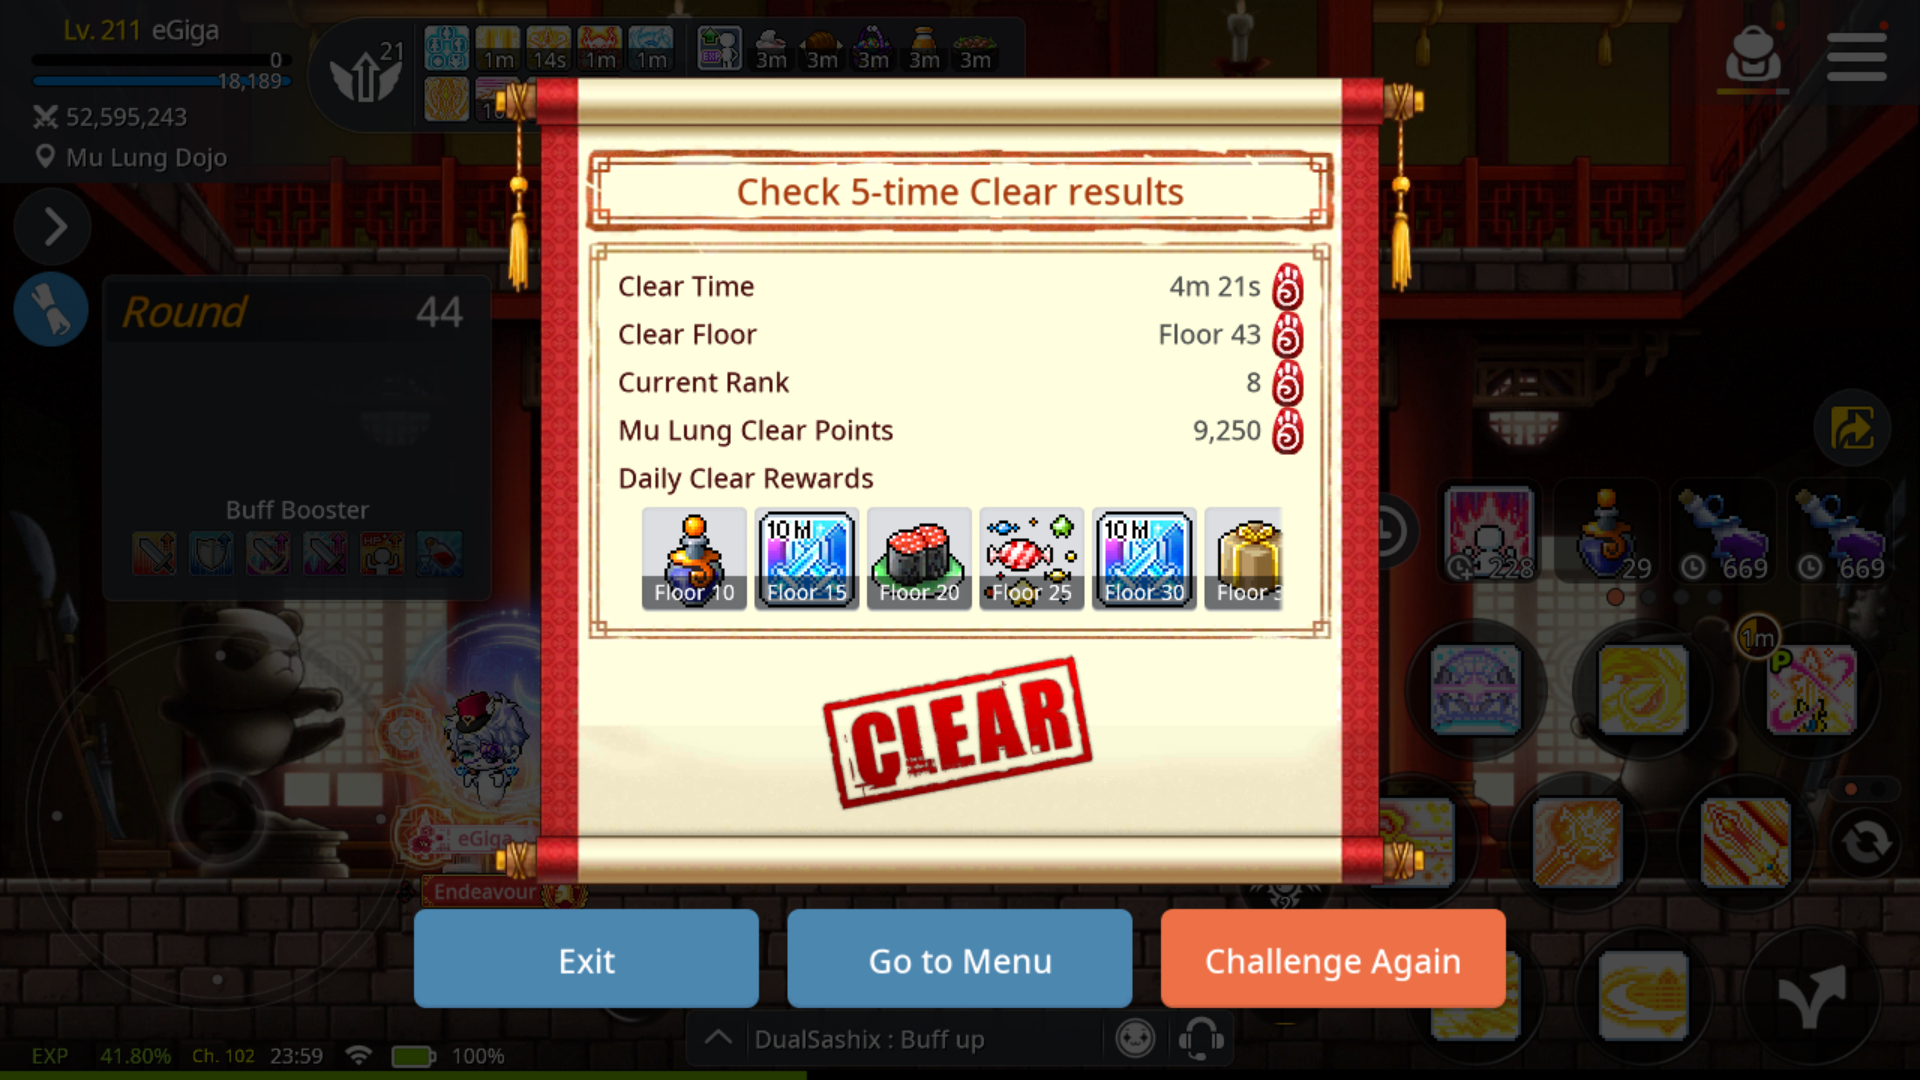 Lv. 211 eGiga
0
18,189
52,595,243
Mu Lung Dojo
21
1m 14s 1m 1m
EXP
3m 3m 3m 3m 3m
Round 44
Buff Booster
HP
Check 5-time Clear results
Clear Time 4m 21s
Clear Floor Floor 43
Current Rank 8
Mu Lung Clear Points 9,250
Daily Clear Rewards
10 M 10 M
Floor 10 Floor 15 Floor 20 Floor 25 Floor 30 Floor 3
CLEAR
228 29 669 669
1m
P
eGiga
Endeavour
Exit Go to Menu Challenge Again
DualSashix : Buff up
EXP 41.80% Ch. 102 23:59 100%